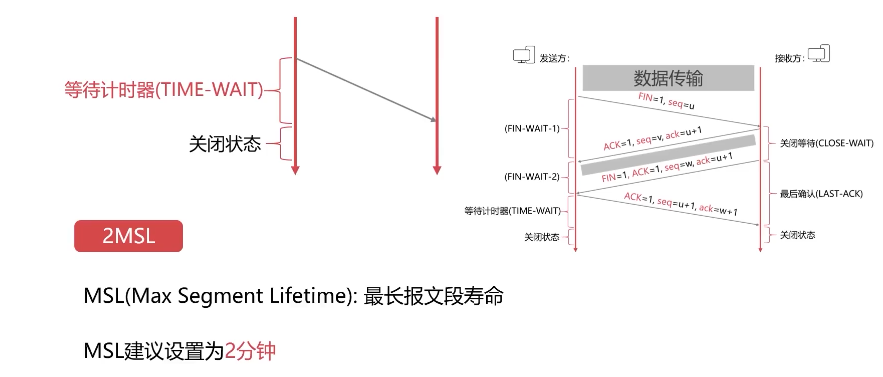 等待计时器(TIME-WAIT)
关闭状态
2MSL
MSL(Max Segment Lifetime): 最长报文段寿命
MSL建议设置为2分钟
发送方:
接收方:
数据传输
FIN=1, seq=u
(FIN-WAIT-1)
ACK=1, seq=v, ack=u+1
关闭等待(CLOSE-WAIT)
(FIN-WAIT-2)
FIN=1, ACK=1, seq=w, ack=u+1
最后确认(LAST-ACK)
ACK=1, seq=u+1, ack=w+1
等待计时器(TIME-WAIT)
关闭状态
关闭状态